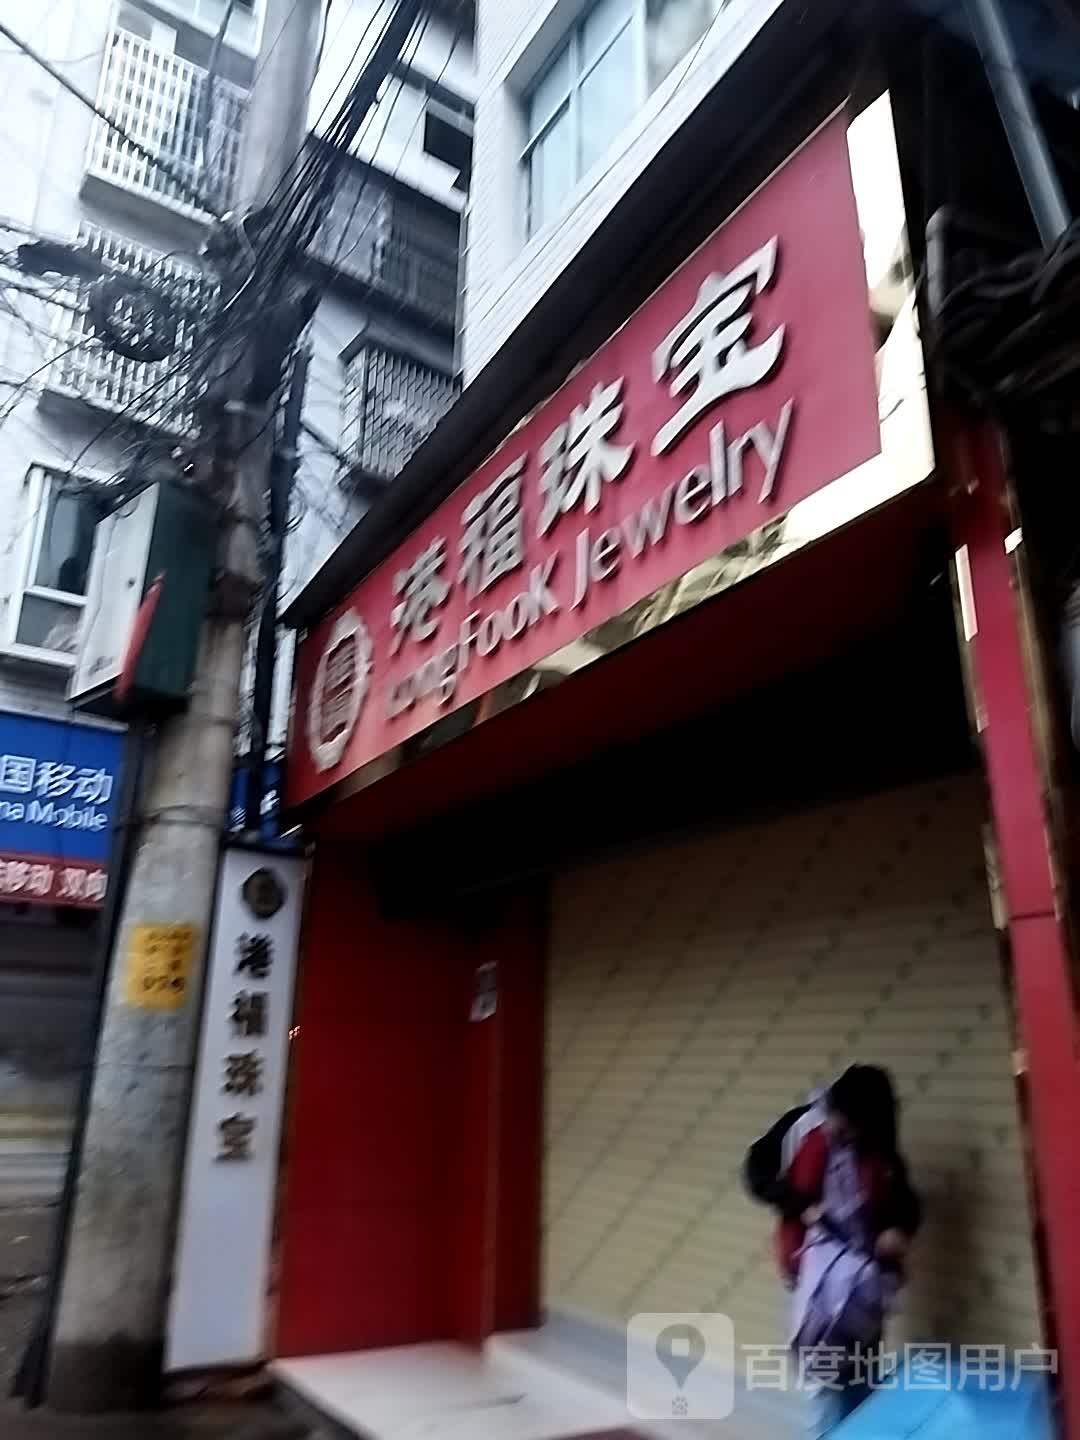 港福珠宝
KongFook Jewelry
国移动
na Mobile
移动 双向
港福珠宝
百度地图用户